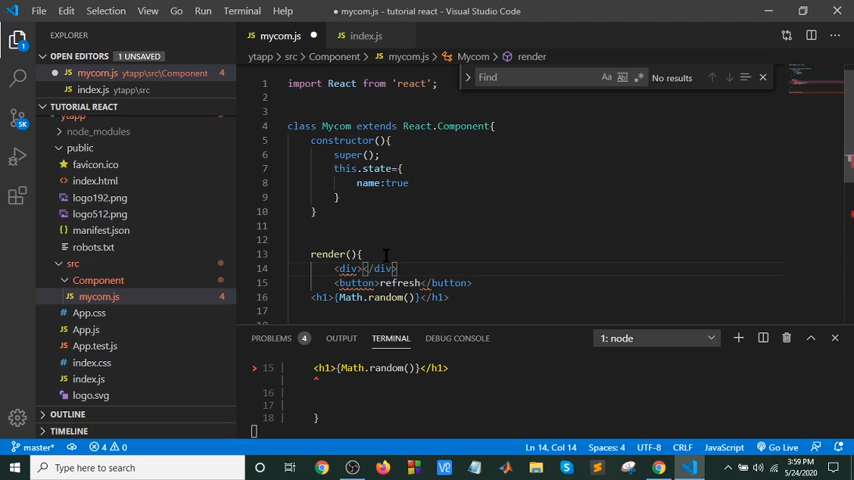 File Edit Selection View Go Run Terminal Help
● mycom.js - tutorial react - Visual Studio Code
EXPLORER
OPEN EDITORS 1 UNSAVED
mycom.js ytapp\src\Component 4
index.js ytapp\src
TUTORIAL REACT
ytapp
node_modules
public
favicon.ico
index.html
logo192.png
logo512.png
manifest.json
robots.txt
src
Component
mycom.js 4
App.css
App.js
App.test.js
index.css
index.js
logo.svg
OUTLINE
TIMELINE
1
5K
mycom.js ● index.js
ytapp > src > Component > mycom.js > Mycom > render
Find Aa Ab| .* No results
1 import React from 'react';
2
3
4 class Mycom extends React.Component{
5 constructor(){
6 super();
7 this.state={
8 name:true
9 }
10 }
11
12
13 render(){
14 <div></div>
15 <button>refresh</button>
16 <h1>{Math.random()}</h1>
17
PROBLEMS 4 OUTPUT TERMINAL DEBUG CONSOLE 1: node
> 15 | <h1>{Math.random()}</h1>
| ^
16 |
17 |
18 | }
master* 4 0 Ln 14, Col 14 Spaces: 4 UTF-8 CRLF JavaScript Go Live
Type here to search
3:59 PM
5/24/2020